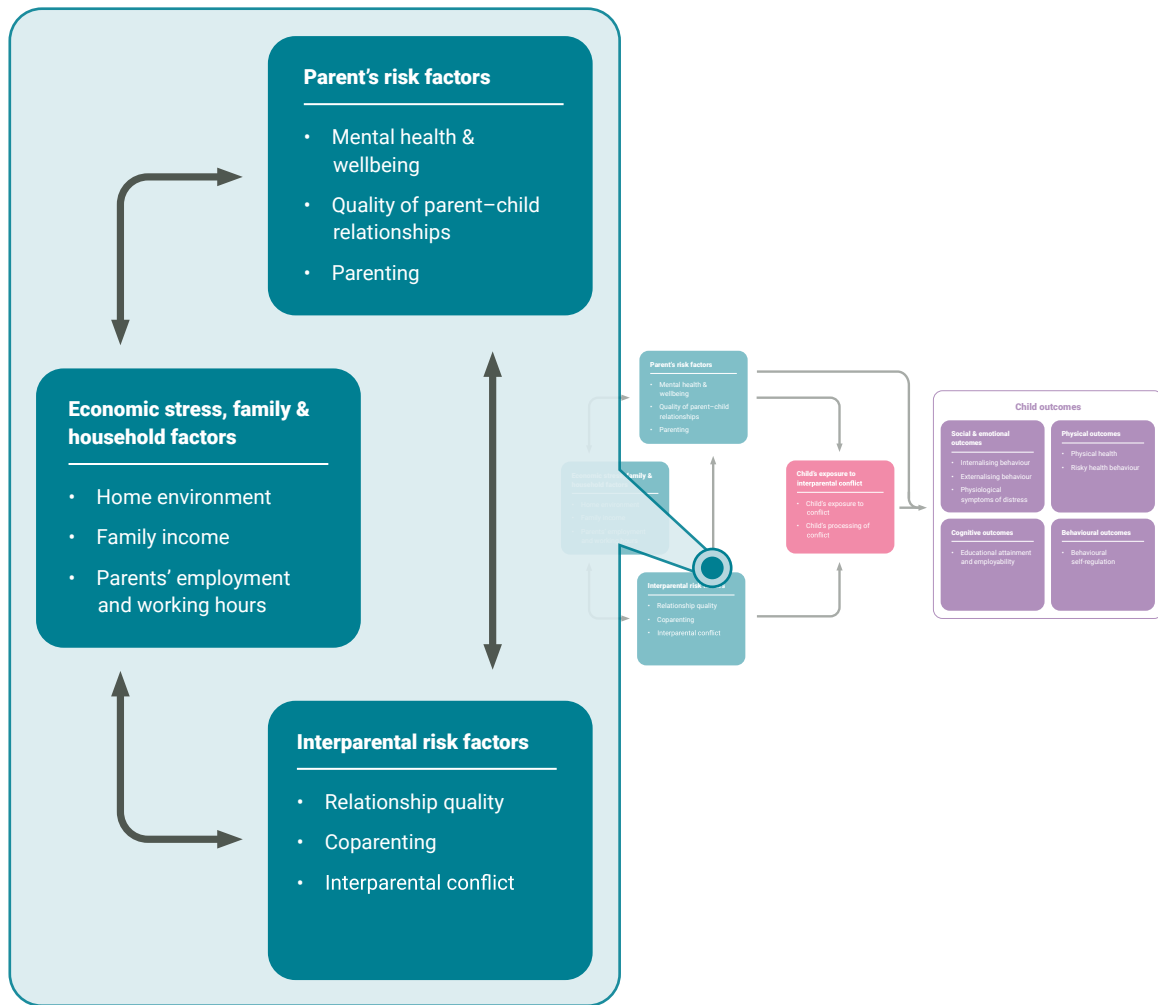 Parent's risk factors
• Mental health &
wellbeing
• Quality of parent–child
relationships
• Parenting
Economic stress, family &
household factors
• Home environment
• Family income
• Parents' employment
and working hours
Interparental risk factors
• Relationship quality
• Coparenting
• Interparental conflict
Parent's risk factors
• Mental health &
wellbeing
• Quality of parent–child
relationships
• Parenting
family &
Interparental risk
• Relationship quality
• Coparenting
• Interparental conflict
Child's exposure to
interparental conflict
• Child's exposure to
conflict
• Child's processing of
conflict
Child outcomes
Social & emotional
outcomes
• Internalising behaviour
• Externalising behaviour
• Physiological
symptoms of distress
Physical outcomes
• Physical health
• Risky health behaviour
Cognitive outcomes
• Educational attainment
and employability
Behavioural outcomes
• Behavioural
self-regulation